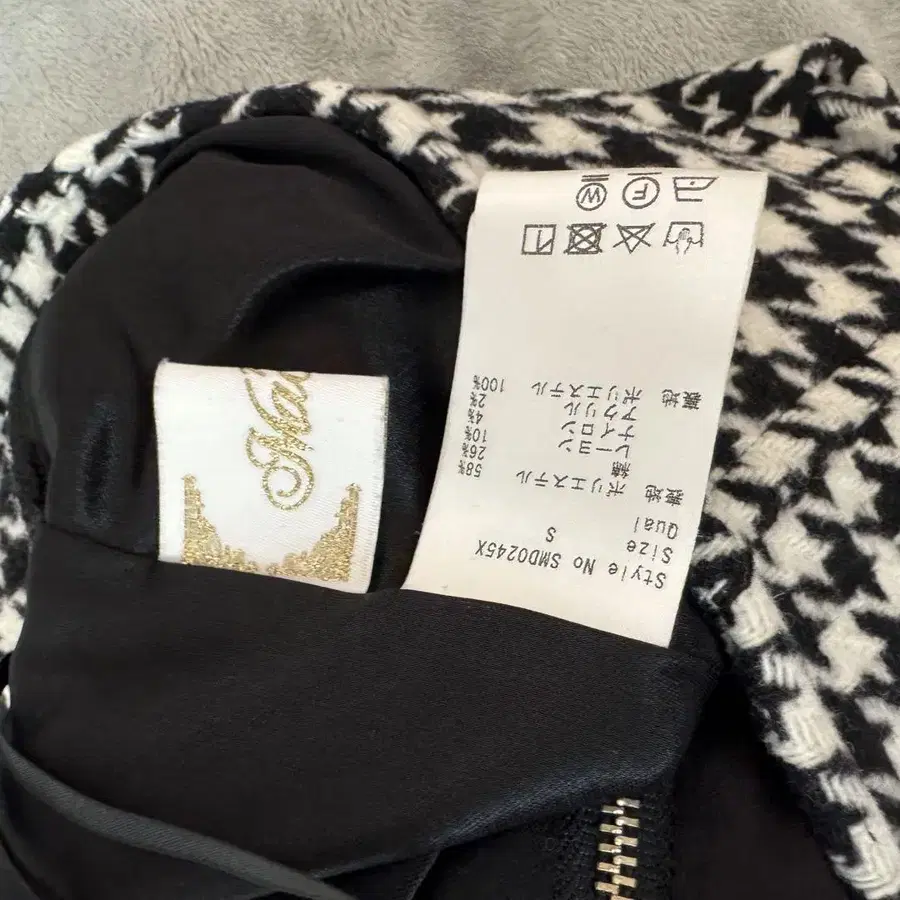 Style No SMD0245X
Size S
Qual
表地 ポリエステル 58%
綿 26%
レーヨン 10%
ナイロン 4%
アクリル 2%
裏地 ポリエステル 100%
F W